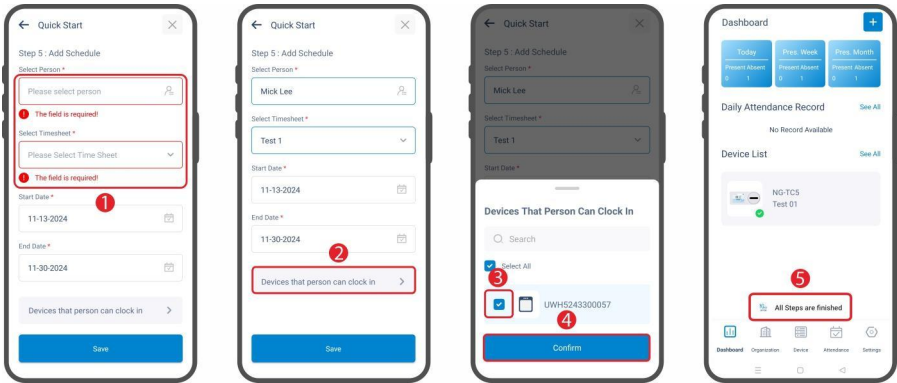 Quick Start
Step 5 : Add Schedule
Select Person *
Please select person
The field is required!
Select Timesheet *
Please Select Time Sheet
The field is required!
1
Start Date *
11-13-2024
End Date *
11-30-2024
Devices that person can clock in
Save
Quick Start
Step 5 : Add Schedule
Select Person *
Mick Lee
Select Timesheet *
Test 1
Start Date *
11-13-2024
End Date *
11-30-2024
2
Devices that person can clock in
Save
Quick Start
Step 5 : Add Schedule
Select Person *
Mick Lee
Select Timesheet *
Test 1
Start Date *
Devices That Person Can Clock In
Search
Select All
3
UWH5243300057
4
Confirm
Dashboard
Today Pres. Week Pres. Month
Present Absent Present Absent Present Absent
0 1 0 1 0 1
Daily Attendance Record See All
No Record Available
Device List See All
NG-TC5
Test 01
5
All Steps are finished
Dashboard Organization Device Attendance Settings